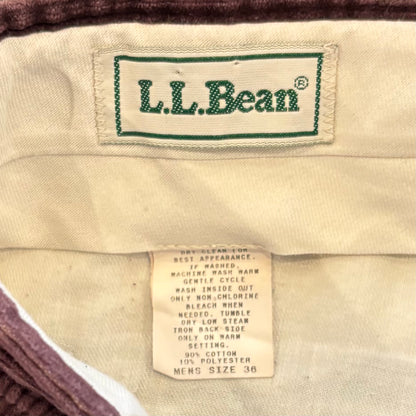 L.L.Bean®
DRY CLEAN FOR
BEST APPEARANCE.
IF WASHED,
MACHINE WASH WARM
GENTLE CYCLE
WASH INSIDE OUT
ONLY NON CHLORINE
BLEACH WHEN
NEEDED, TUMBLE
DRY LOW STEAM
IRON BACK SIDE
ONLY ON WARM
SETTING.
90% COTTON
10% POLYESTER
MENS SIZE 36